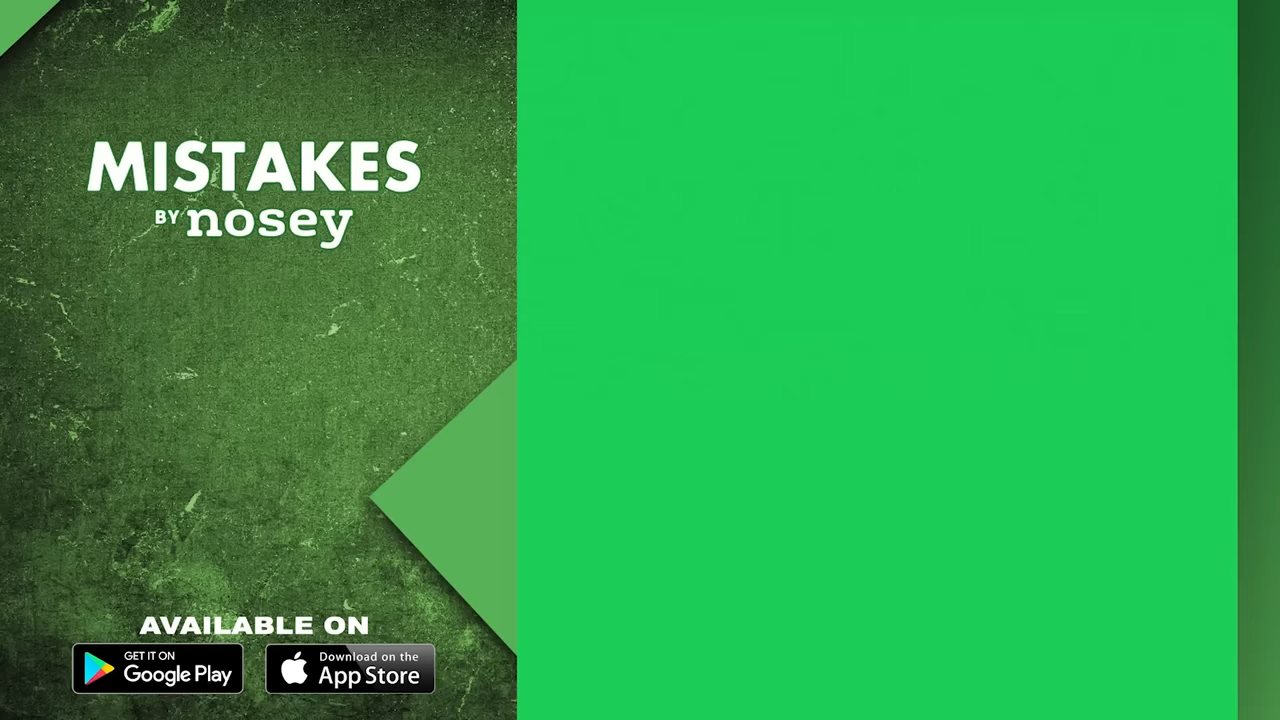 MISTAKES
BY nosey
AVAILABLE ON
GET IT ON
Google Play
Download on the
App Store